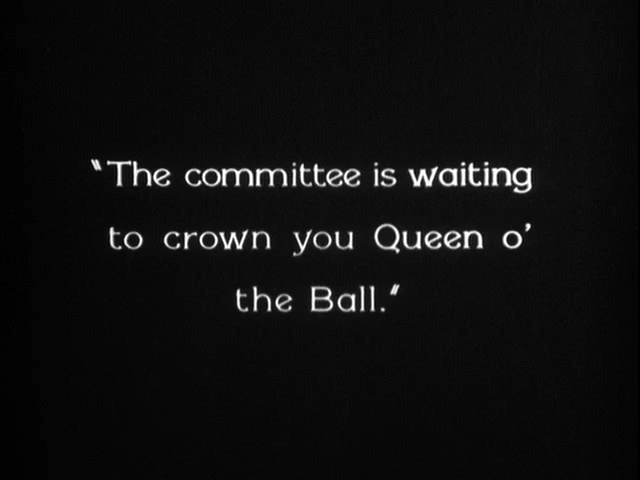 "The committee is waiting
to crown you Queen o'
the Ball."